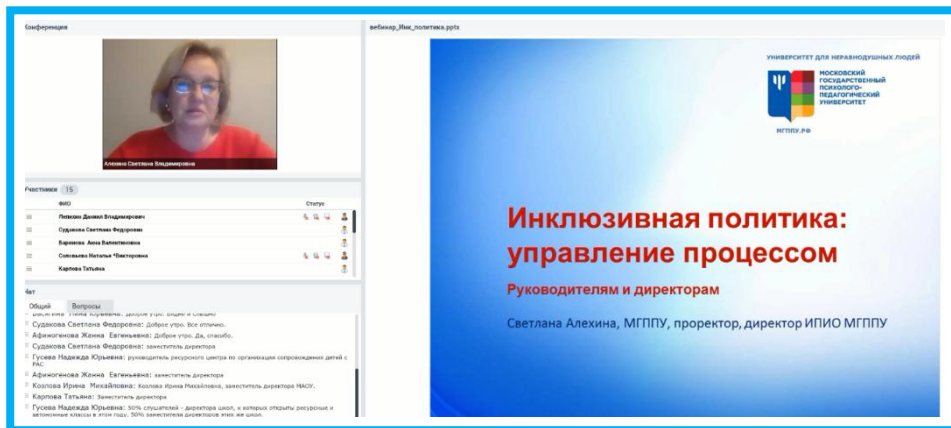 Конференция
Алехина Светлана Владимировна
Участники 15
ФИО Статус
Лепихин Даниил Владимирович
Судакова Светлана Федоровна
Баринова Анна Валентиновна
Соловьева Наталья *Викторовна
Карпова Татьяна
Чат
Общий Вопросы
Юрьевна: Доброе утро. Видно и слышно
Судакова Светлана Федоровна: Доброе утро. Все отлично.
Афиногенова Жанна Евгеньевна: Доброе утро. Да, спасибо.
Судакова Светлана Федоровна: заместитель директора
Гусева Надежда Юрьевна: руководитель ресурсного центра по организации сопровождения детей с
РАС
Афиногенова Жанна Евгеньевна: заместитель директора
Козлова Ирина Михайловна: Козлова Ирина Михайловна, заместитель директора МАОУ.
Карпова Татьяна: Заместитель директора
Гусева Надежда Юрьевна: 50% слушателей - директора школ, в которых открыты ресурсные и
автономные классы в этом году. 50% заместители директоров этих же школ.
вебинар_Инк_политика.pptx
УНИВЕРСИТЕТ ДЛЯ НЕРАВНОДУШНЫХ ЛЮДЕЙ
МОСКОВСКИЙ
ГОСУДАРСТВЕННЫЙ
ПСИХОЛОГО-
ПЕДАГОГИЧЕСКИЙ
УНИВЕРСИТЕТ
МГППУ.РФ
Инклюзивная политика:
управление процессом
Руководителям и директорам
Светлана Алехина, МГППУ, проректор, директор ИПИО МГППУ